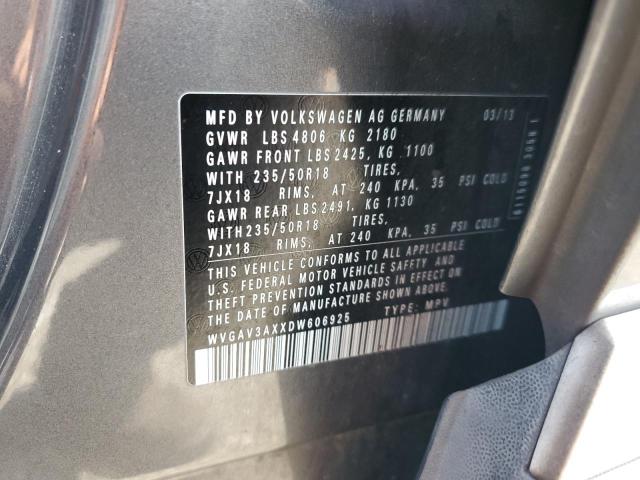 MFD BY VOLKSWAGEN AG GERMANY 03/13
GVWR LBS 4806 KG 2180
GAWR FRONT LBS 2425, KG 1100
WITH 235/50R18 TIRES,
7JX18 RIMS, AT 240 KPA, 35 PSI COLD
GAWR REAR LBS 2491, KG 1130
WITH 235/50R18 TIRES,
7JX18 RIMS, AT 240 KPA, 35 PSI COLD
THIS VEHICLE CONFORMS TO ALL APPLICABLE
U.S. FEDERAL MOTOR VEHICLE SAFETY AND
THEFT PREVENTION STANDARDS IN EFFECT ON
THE DATE OF MANUFACTURE SHOWN ABOVE.
WVGAV3AXXDW606925 TYPE: MPV